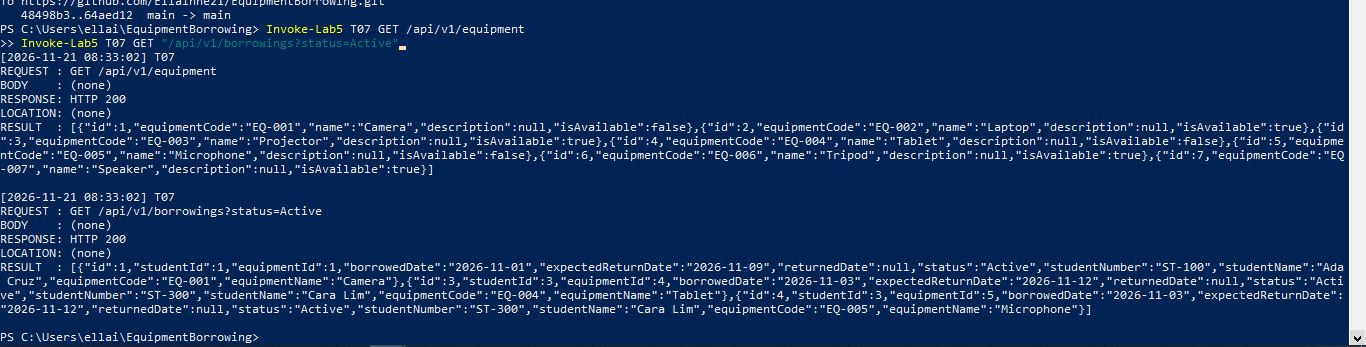 To https://github.com/Ellainne21/EquipmentBorrowing.git
   48498b3..64aed12  main -> main
PS C:\Users\ellai\EquipmentBorrowing> Invoke-Lab5 T07 GET /api/v1/equipment
>> Invoke-Lab5 T07 GET "/api/v1/borrowings?status=Active"
[2026-11-21 08:33:02] T07
REQUEST : GET /api/v1/equipment
BODY    : (none)
RESPONSE: HTTP 200
LOCATION: (none)
RESULT  : [{"id":1,"equipmentCode":"EQ-001","name":"Camera","description":null,"isAvailable":false},{"id":2,"equipmentCode":"EQ-002","name":"Laptop","description":null,"isAvailable":true},{"id"
:3,"equipmentCode":"EQ-003","name":"Projector","description":null,"isAvailable":true},{"id":4,"equipmentCode":"EQ-004","name":"Tablet","description":null,"isAvailable":false},{"id":5,"equipme
ntCode":"EQ-005","name":"Microphone","description":null,"isAvailable":false},{"id":6,"equipmentCode":"EQ-006","name":"Tripod","description":null,"isAvailable":true},{"id":7,"equipmentCode":"EQ
-007","name":"Speaker","description":null,"isAvailable":true}]
[2026-11-21 08:33:02] T07
REQUEST : GET /api/v1/borrowings?status=Active
BODY    : (none)
RESPONSE: HTTP 200
LOCATION: (none)
RESULT  : [{"id":1,"studentId":1,"equipmentId":1,"borrowedDate":"2026-11-01","expectedReturnDate":"2026-11-09","returnedDate":null,"status":"Active","studentNumber":"ST-100","studentName":"Ada
 Cruz","equipmentCode":"EQ-001","equipmentName":"Camera"},{"id":3,"studentId":3,"equipmentId":4,"borrowedDate":"2026-11-03","expectedReturnDate":"2026-11-12","returnedDate":null,"status":"Acti
ve","studentNumber":"ST-300","studentName":"Cara Lim","equipmentCode":"EQ-004","equipmentName":"Tablet"},{"id":4,"studentId":3,"equipmentId":5,"borrowedDate":"2026-11-03","expectedReturnDate":
"2026-11-12","returnedDate":null,"status":"Active","studentNumber":"ST-300","studentName":"Cara Lim","equipmentCode":"EQ-005","equipmentName":"Microphone"}]
PS C:\Users\ellai\EquipmentBorrowing>